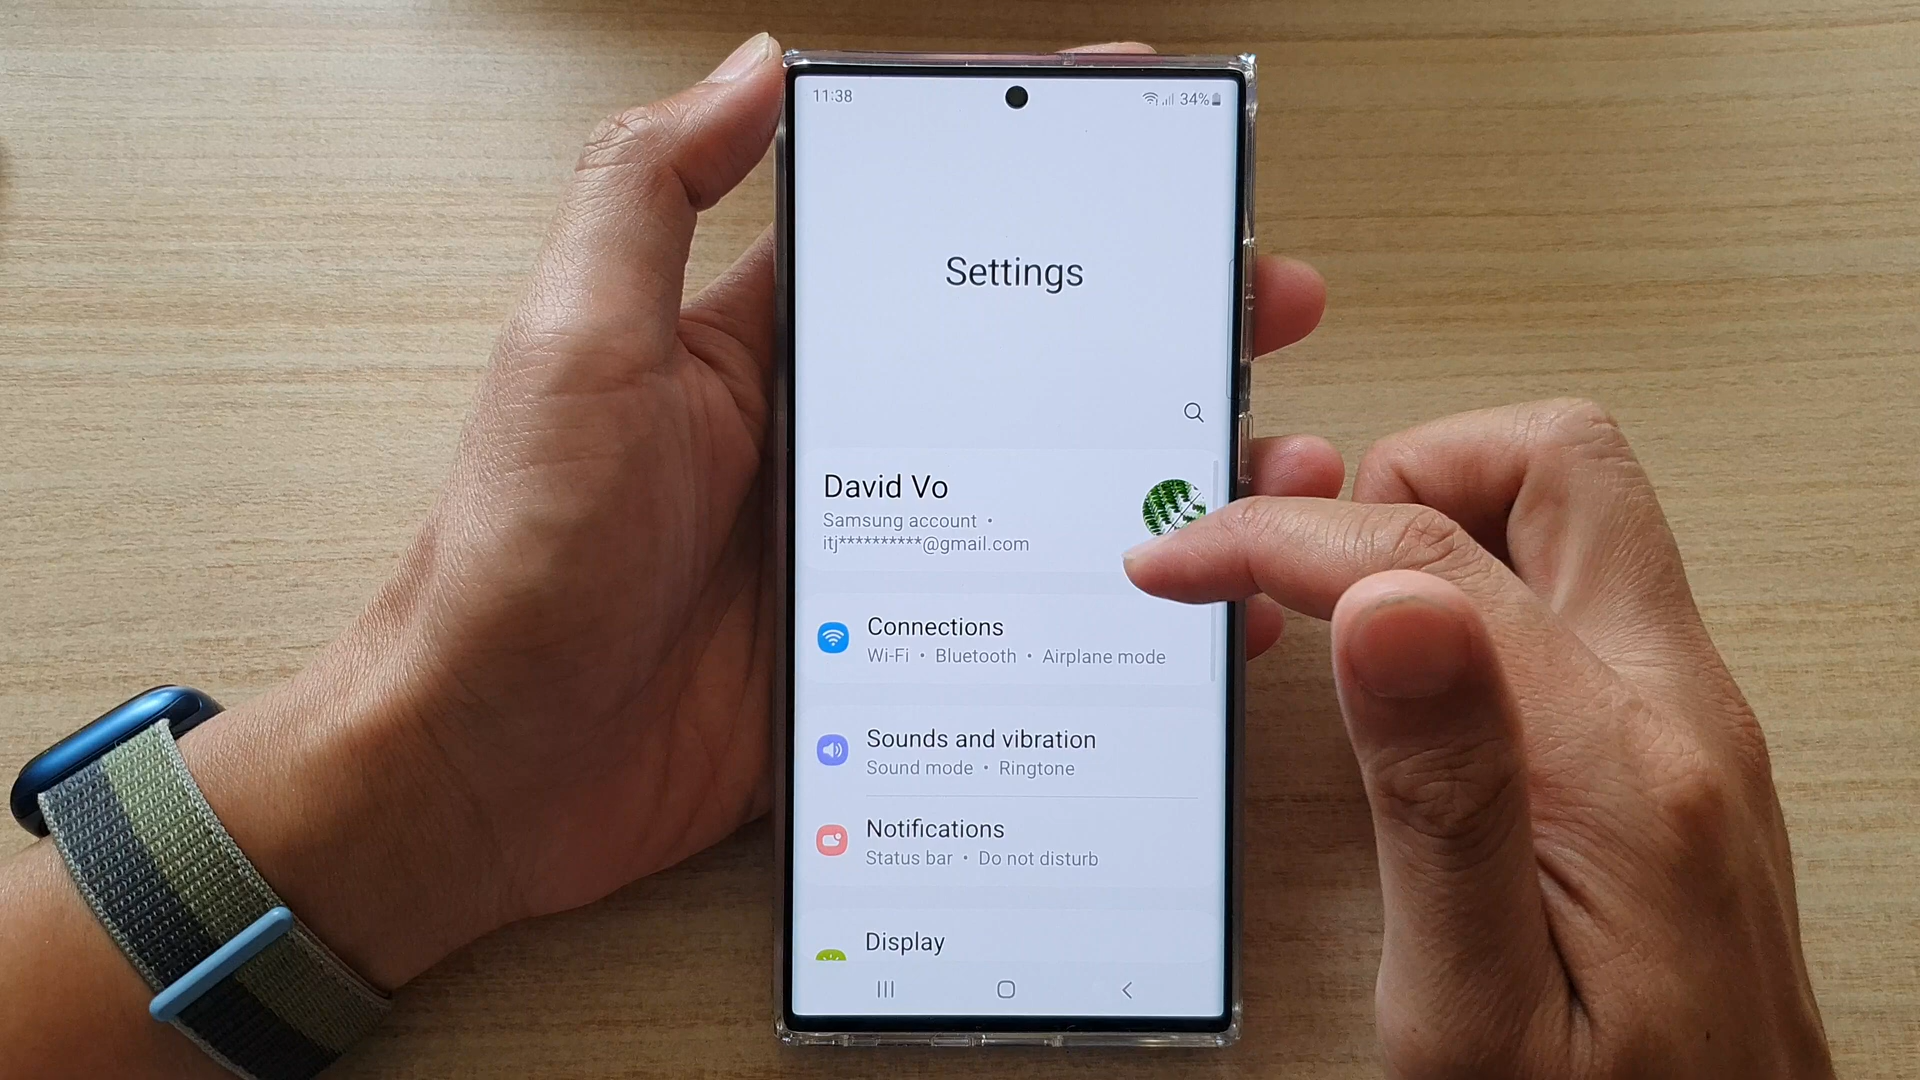 11:38
34%
Settings
David Vo
Samsung account •
itj**********@gmail.com
Connections
Wi-Fi • Bluetooth • Airplane mode
Sounds and vibration
Sound mode • Ringtone
Notifications
Status bar • Do not disturb
Display